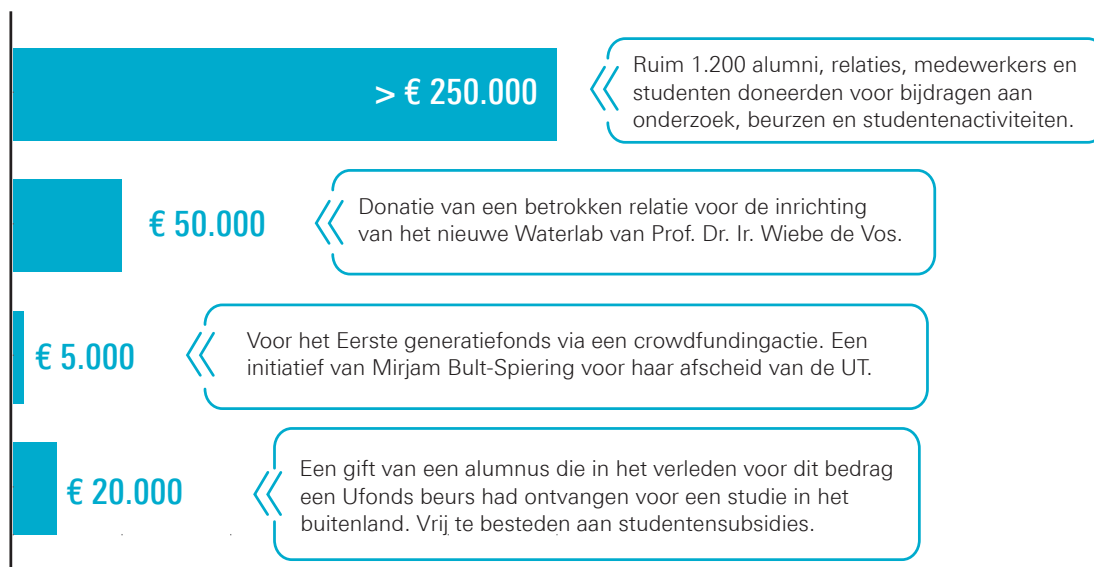 > € 250.000
Ruim 1.200 alumni, relaties, medewerkers en
studenten doneerden voor bijdragen aan
onderzoek, beurzen en studentenactiviteiten.
€ 50.000
Donatie van een betrokken relatie voor de inrichting
van het nieuwe Waterlab van Prof. Dr. Ir. Wiebe de Vos.
€ 5.000
Voor het Eerste generatiefonds via een crowdfundingactie. Een
initiatief van Mirjam Bult-Spiering voor haar afscheid van de UT.
€ 20.000
Een gift van een alumnus die in het verleden voor dit bedrag
een Ufonds beurs had ontvangen voor een studie in het
buitenland. Vrij te besteden aan studentensubsidies.